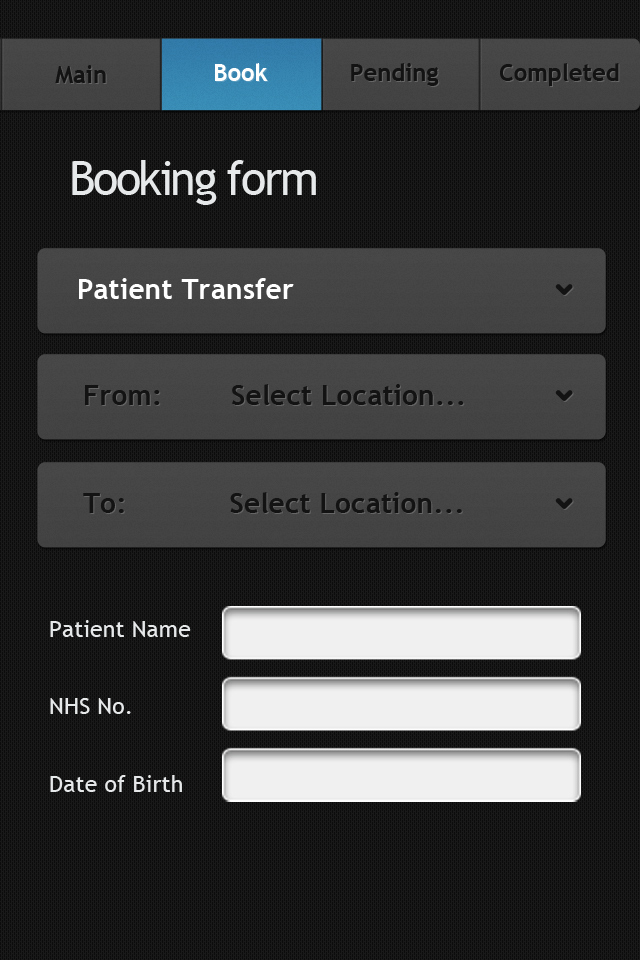 Main Book Pending Completed
Booking form
Patient Transfer
From: Select Location...
To: Select Location...
Patient Name
NHS No.
Date of Birth